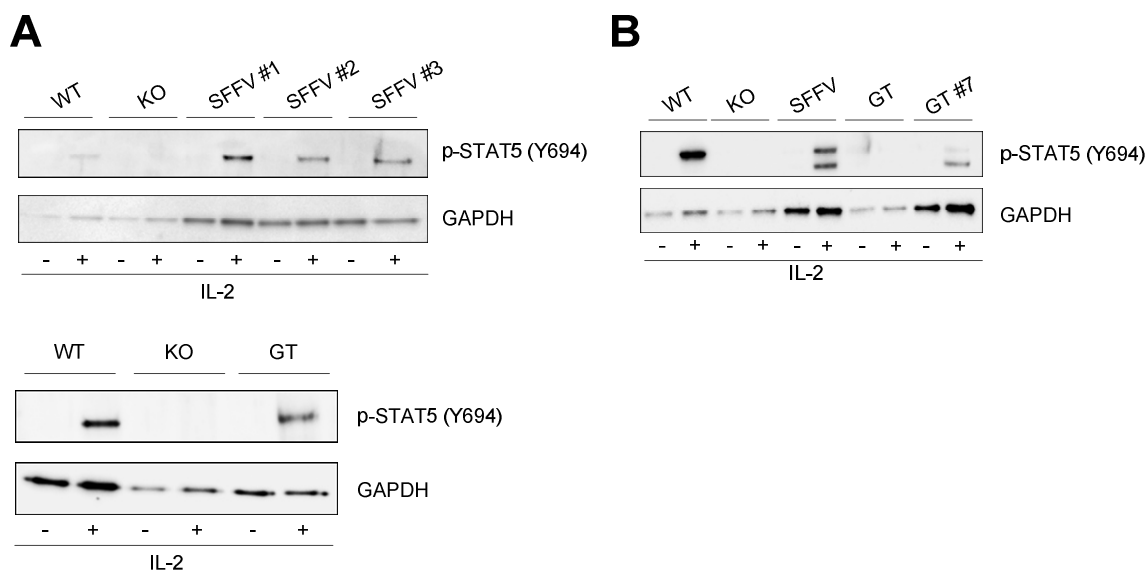 A
WT KO SFFV #1 SFFV #2 SFFV #3
p-STAT5 (Y694)
GAPDH
- + - + - + - + - +
IL-2
WT KO GT
p-STAT5 (Y694)
GAPDH
- + - + - +
IL-2
B
WT KO SFFV GT GT #7
p-STAT5 (Y694)
GAPDH
- + - + - + - + - +
IL-2